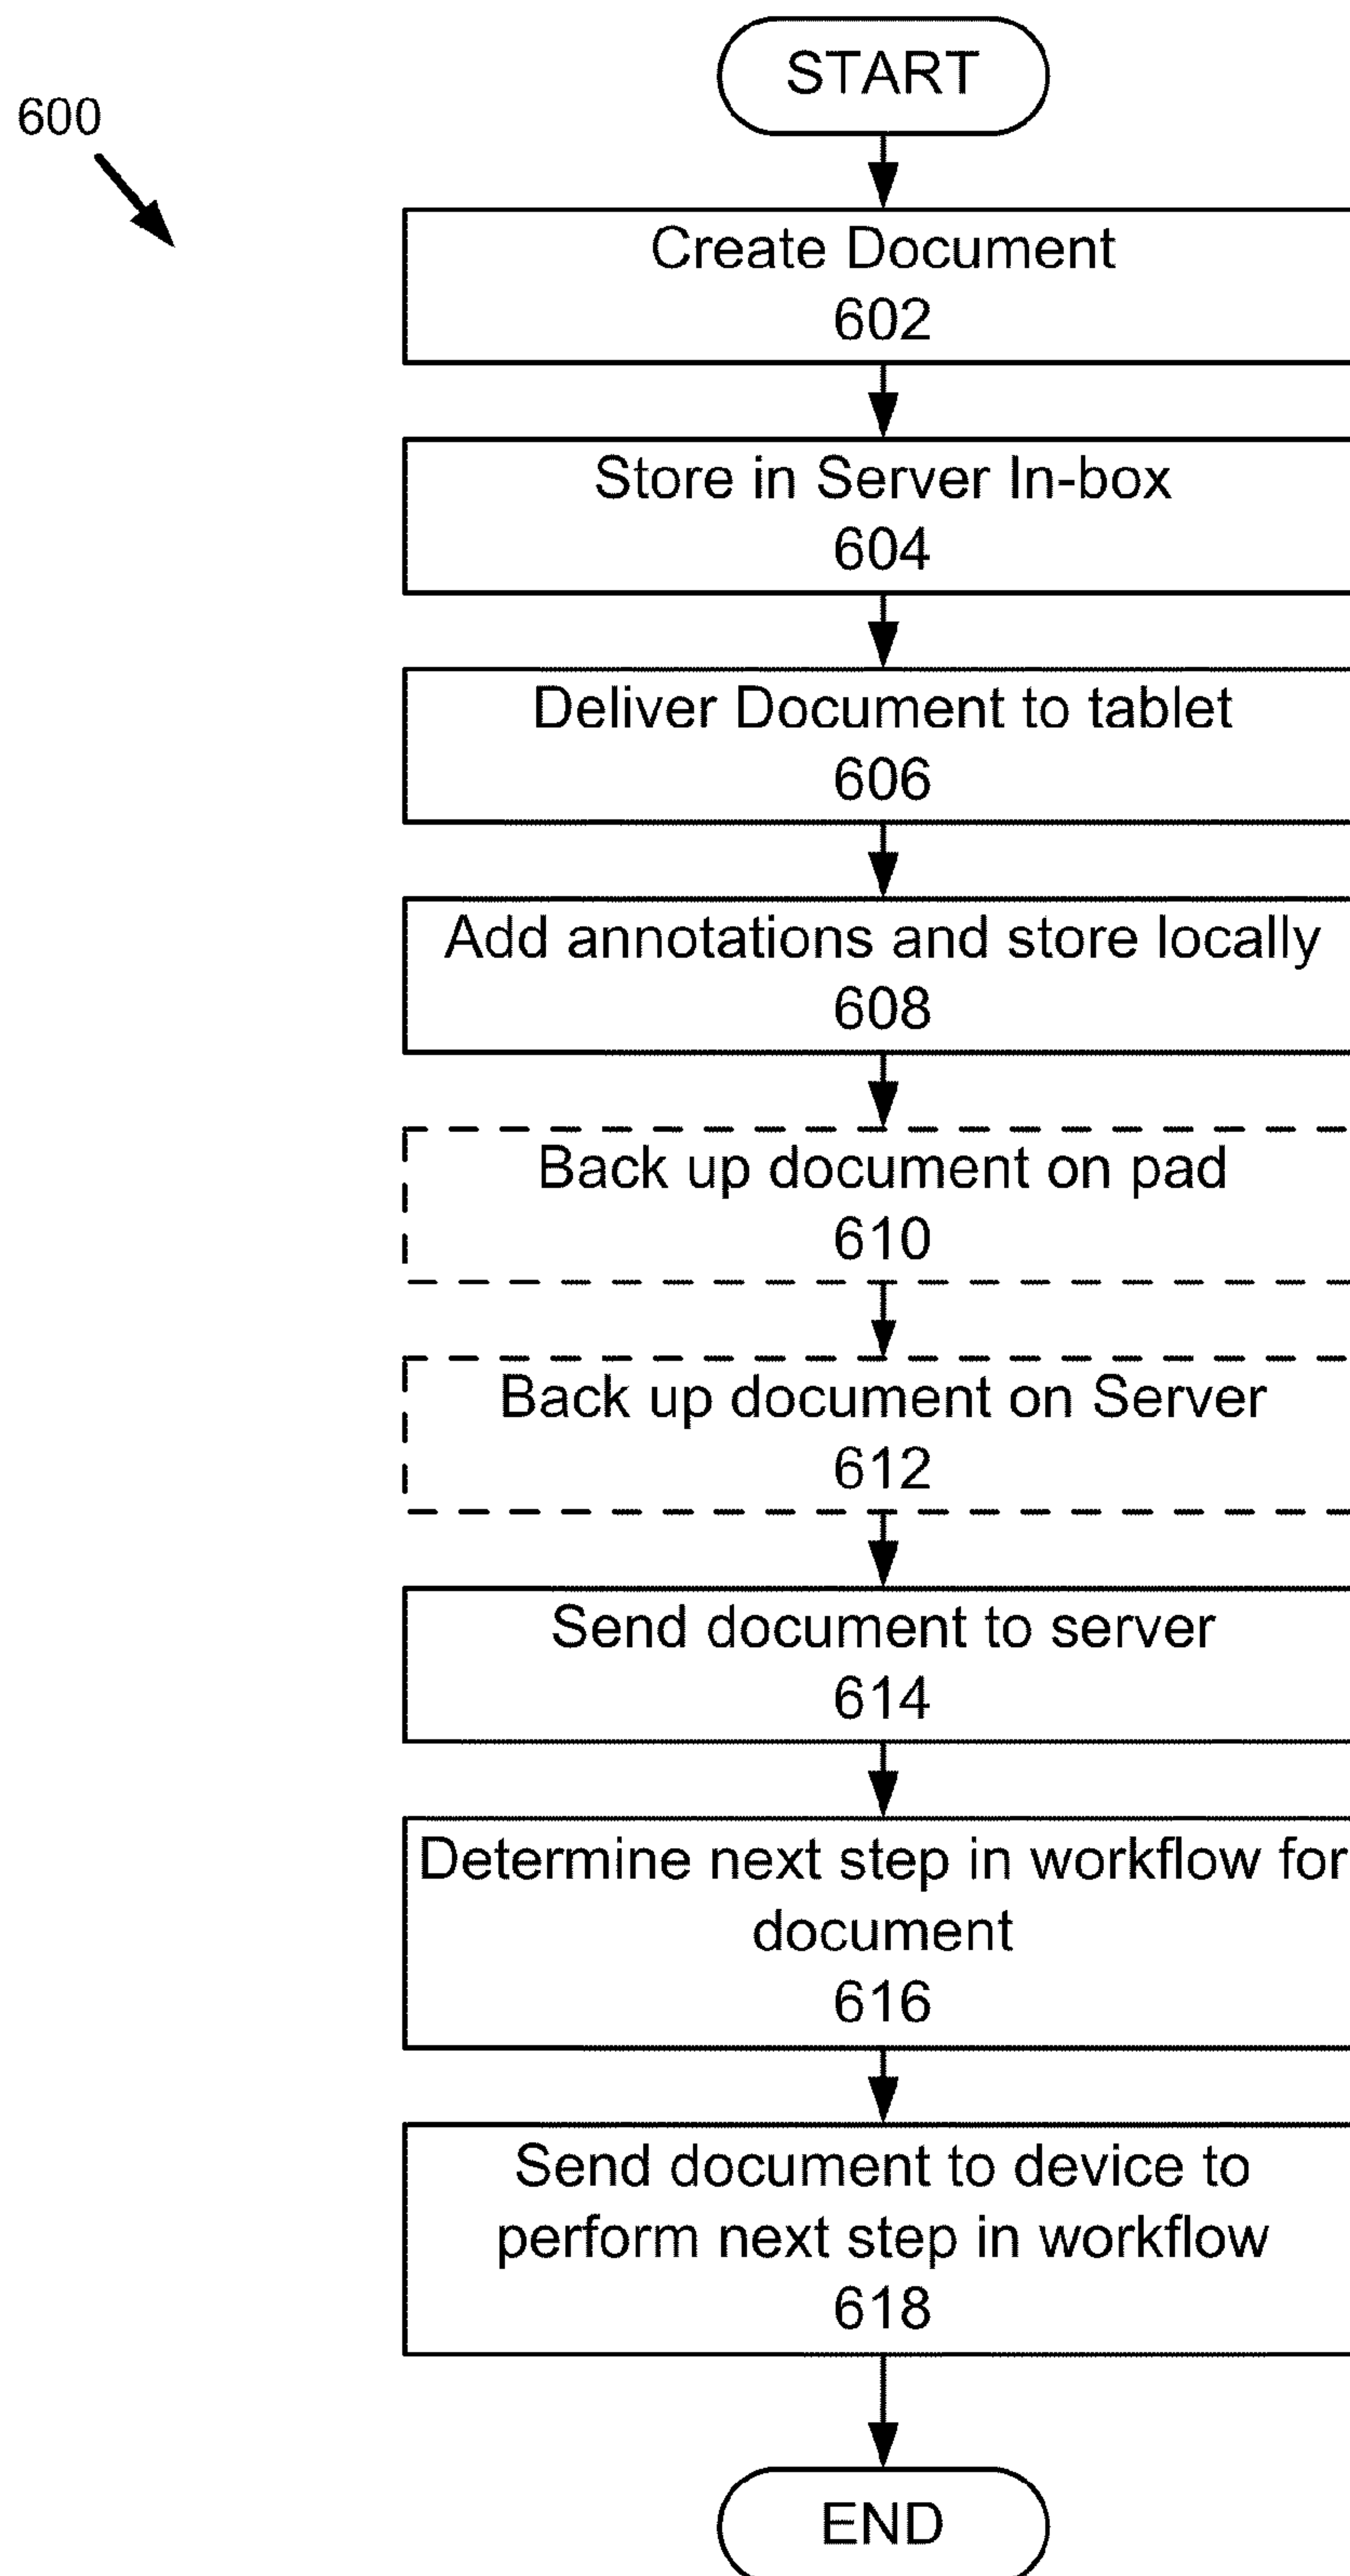 START
600
Create Document
602
Store in Server In-box
604
Deliver Document to tablet
606
Add annotations and store locally
608
Back up document on pad
610
Back up document on Server
612
Send document to server
614
Determine next step in workflow for
document
616
Send document to device to
perform next step in workflow
618
END